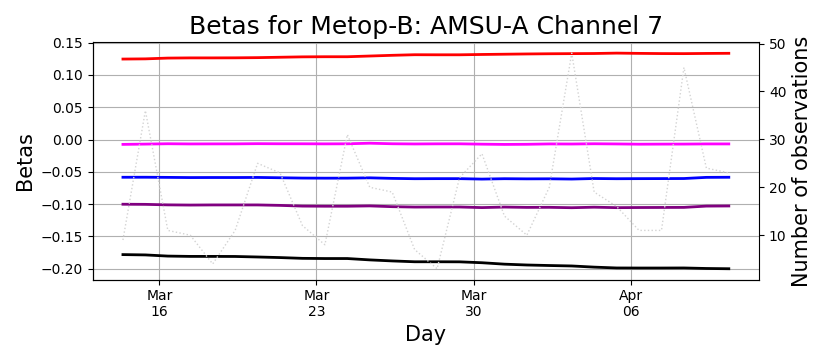 Betas for Metop-B: AMSU-A Channel 7
0.15
0.10
0.05
0.00
−0.05
−0.10
−0.15
−0.20
Betas
50
40
30
20
10
Number of observations
Mar
16
Mar
23
Mar
30
Apr
06
Day